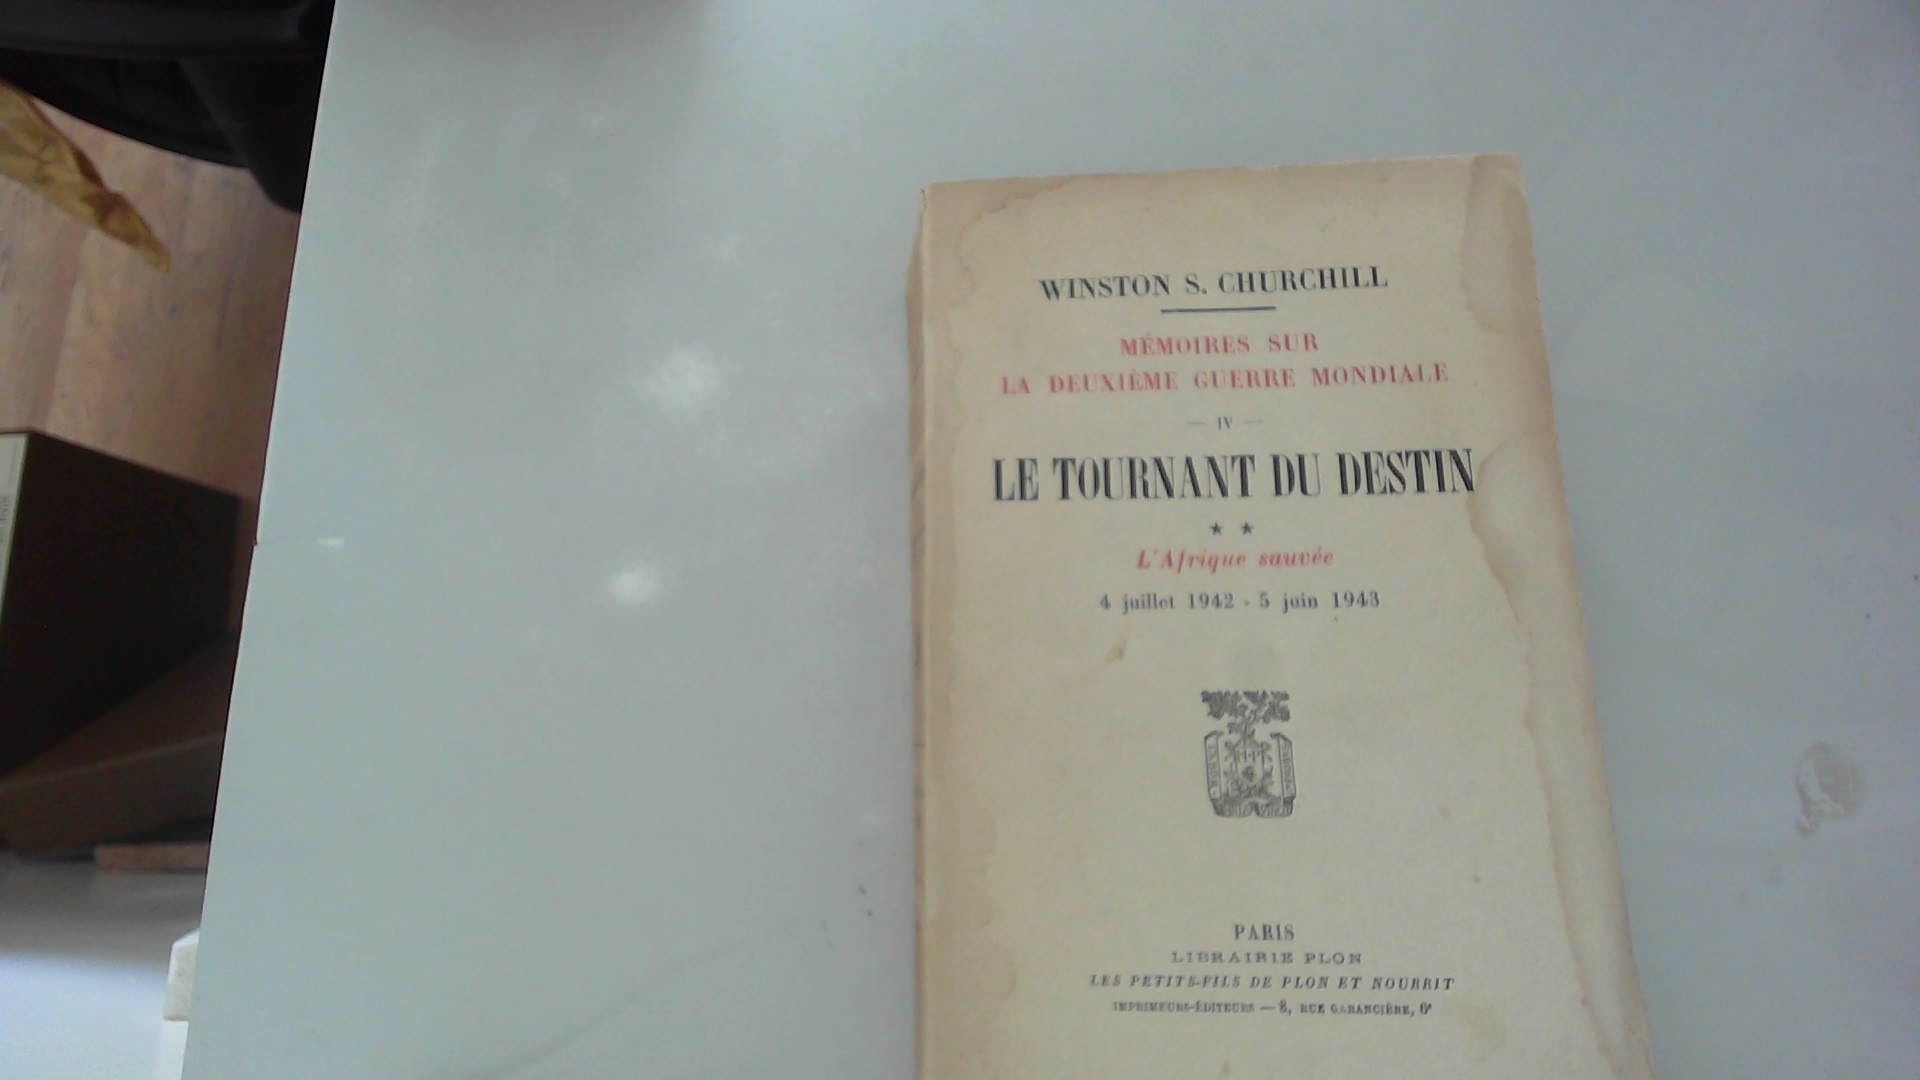 WINSTON S. CHURCHILL
MÉMOIRES SUR
LA DEUXIÈME GUERRE MONDIALE
— IV —
LE TOURNANT DU DESTIN
★ ★
L'Afrique sauvée
4 juillet 1942 - 5 juin 1943
PARIS
LIBRAIRIE PLON
LES PETITS-FILS DE PLON ET NOURRIT
IMPRIMEURS-ÉDITEURS — 8, RUE GARANCIÈRE, 6e